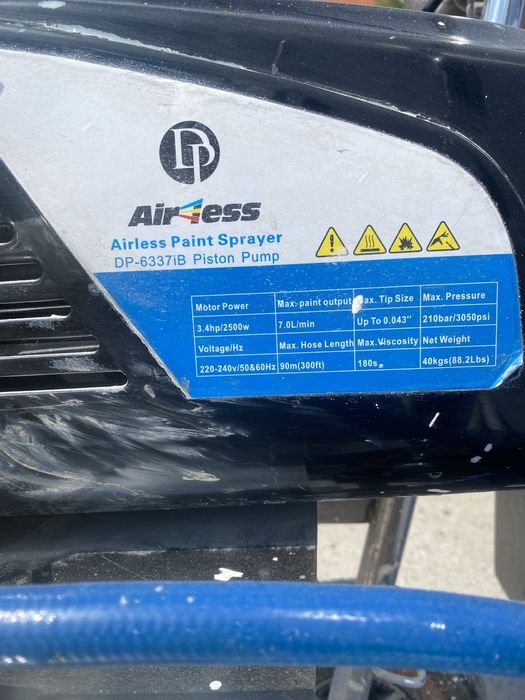 DP
Airless
Airless Paint Sprayer
DP-6337iB Piston Pump
Motor Power Max. paint output Max. Tip Size Max. Pressure
3.4hp/2500w 7.0L/min Up To 0.043'' 210bar/3050psi
Voltage/Hz Max. Hose Length Max. Viscosity Net Weight
220-240v/50&60Hz 90m(300ft) 180s 40kgs(88.2Lbs)